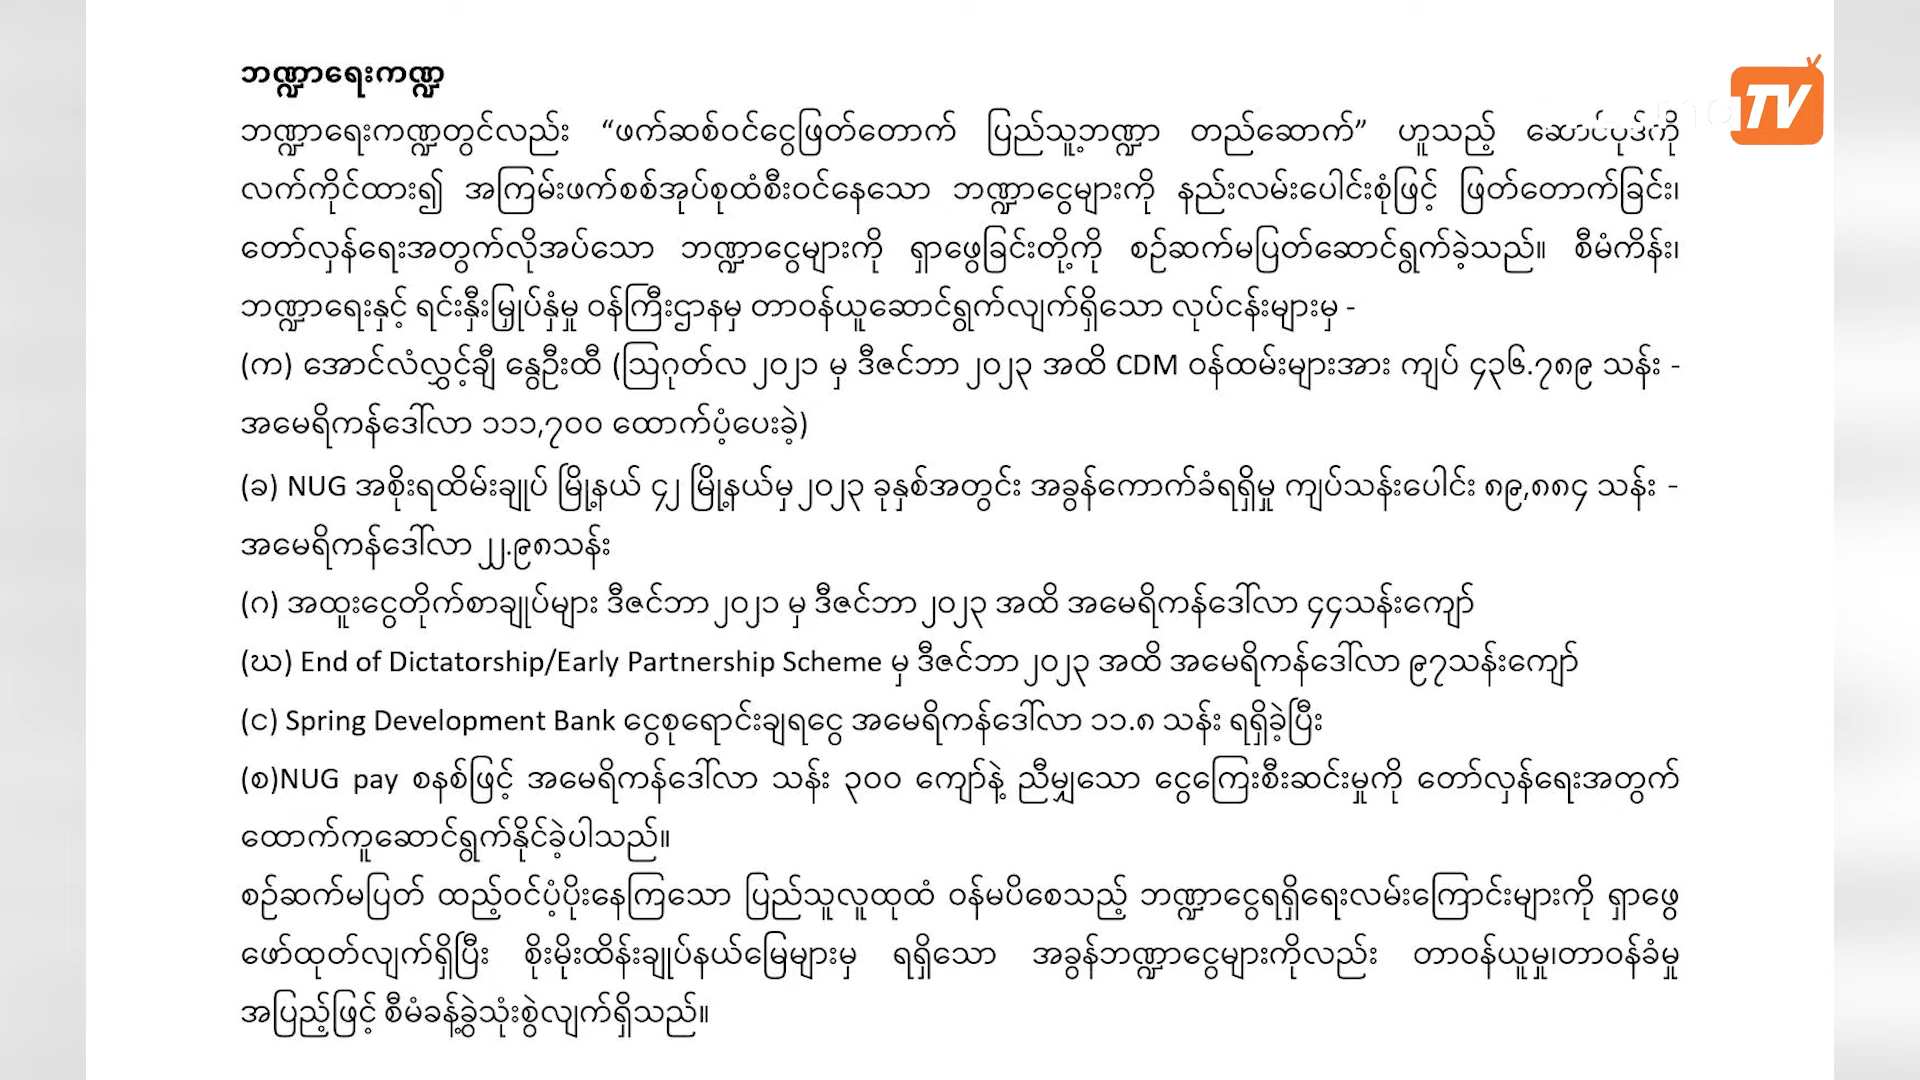 ဘဏ္ဍာရေးကဏ္ဍ
TV
ဘဏ္ဍာရေးကဏ္ဍတွင်လည်း “ဖက်ဆစ်ဝင်ငွေဖြတ်တောက် ပြည်သူ့ဘဏ္ဍာ တည်ဆောက်” ဟူသည့် ဆောင်ပုဒ်ကို
လက်ကိုင်ထား၍ အကြမ်းဖက်စစ်အုပ်စုထံစီးဝင်နေသော ဘဏ္ဍာငွေများကို နည်းလမ်းပေါင်းစုံဖြင့် ဖြတ်တောက်ခြင်း၊
တော်လှန်ရေးအတွက်လိုအပ်သော ဘဏ္ဍာငွေများကို ရှာဖွေခြင်းတို့ကို စဉ်ဆက်မပြတ်ဆောင်ရွက်ခဲ့သည်။ စီမံကိန်း၊
ဘဏ္ဍာရေးနှင့် ရင်းနှီးမြှုပ်နှံမှု ဝန်ကြီးဌာနမှ တာဝန်ယူဆောင်ရွက်လျက်ရှိသော လုပ်ငန်းများမှ -
(က) အောင်လံလွှင့်ချီ နွေဦးထီ (ဩဂုတ်လ ၂၀၂၁ မှ ဒီဇင်ဘာ ၂၀၂၃ အထိ CDM ဝန်ထမ်းများအား ကျပ် ၄၃၆.၇၈၉ သန်း -
အမေရိကန်ဒေါ်လာ ၁၁၁,၇၀၀ ထောက်ပံ့ပေးခဲ့)
(ခ) NUG အစိုးရထိမ်းချုပ် မြို့နယ် ၄၂ မြို့နယ်မှ ၂၀၂၃ ခုနှစ်အတွင်း အခွန်ကောက်ခံရရှိမှု ကျပ်သန်းပေါင်း ၈၉,၈၈၄ သန်း -
အမေရိကန်ဒေါ်လာ ၂၂.၉၈သန်း
(ဂ) အထူးငွေတိုက်စာချုပ်များ ဒီဇင်ဘာ ၂၀၂၁ မှ ဒီဇင်ဘာ ၂၀၂၃ အထိ အမေရိကန်ဒေါ်လာ ၄၄သန်းကျော်
(ဃ) End of Dictatorship/Early Partnership Scheme မှ ဒီဇင်ဘာ ၂၀၂၃ အထိ အမေရိကန်ဒေါ်လာ ၉၇သန်းကျော်
(င) Spring Development Bank ငွေစုရောင်းချရငွေ အမေရိကန်ဒေါ်လာ ၁၁.၈ သန်း ရရှိခဲ့ပြီး
(စ)NUG pay စနစ်ဖြင့် အမေရိကန်ဒေါ်လာ သန်း ၃၀၀ ကျော်နဲ့ ညီမျှသော ငွေကြေးစီးဆင်းမှုကို တော်လှန်ရေးအတွက်
ထောက်ကူဆောင်ရွက်နိုင်ခဲ့ပါသည်။
စဉ်ဆက်မပြတ် ထည့်ဝင်ပံ့ပိုးနေကြသော ပြည်သူလူထုထံ ဝန်မပိစေသည့် ဘဏ္ဍာငွေရရှိရေးလမ်းကြောင်းများကို ရှာဖွေ
ဖော်ထုတ်လျက်ရှိပြီး စိုးမိုးထိန်းချုပ်နယ်မြေများမှ ရရှိသော အခွန်ဘဏ္ဍာငွေများကိုလည်း တာဝန်ယူမှု၊တာဝန်ခံမှု
အပြည့်ဖြင့် စီမံခန့်ခွဲသုံးစွဲလျက်ရှိသည်။